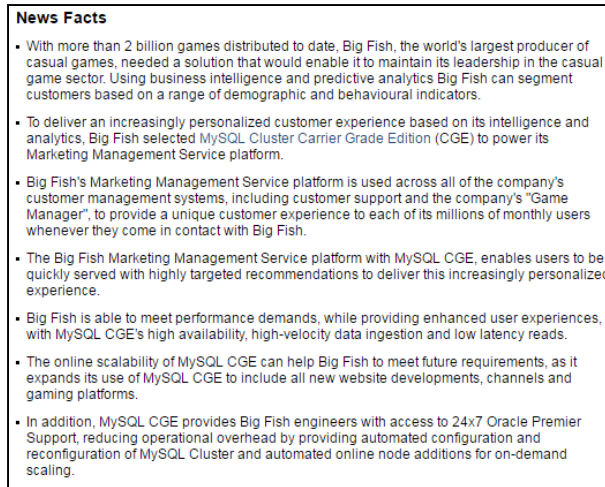 News Facts
▪ With more than 2 billion games distributed to date, Big Fish, the world's largest producer of
casual games, needed a solution that would enable it to maintain its leadership in the casual
game sector. Using business intelligence and predictive analytics Big Fish can segment
customers based on a range of demographic and behavioural indicators.
▪ To deliver an increasingly personalized customer experience based on its intelligence and
analytics, Big Fish selected MySQL Cluster Carrier Grade Edition (CGE) to power its
Marketing Management Service platform.
▪ Big Fish's Marketing Management Service platform is used across all of the company's
customer management systems, including customer support and the company's "Game
Manager", to provide a unique customer experience to each of its millions of monthly users
whenever they come in contact with Big Fish.
▪ The Big Fish Marketing Management Service platform with MySQL CGE, enables users to be
quickly served with highly targeted recommendations to deliver this increasingly personalized
experience.
▪ Big Fish is able to meet performance demands, while providing enhanced user experiences,
with MySQL CGE's high availability, high-velocity data ingestion and low latency reads.
▪ The online scalability of MySQL CGE can help Big Fish to meet future requirements, as it
expands its use of MySQL CGE to include all new website developments, channels and
gaming platforms.
▪ In addition, MySQL CGE provides Big Fish engineers with access to 24x7 Oracle Premier
Support, reducing operational overhead by providing automated configuration and
reconfiguration of MySQL Cluster and automated online node additions for on-demand
scaling.